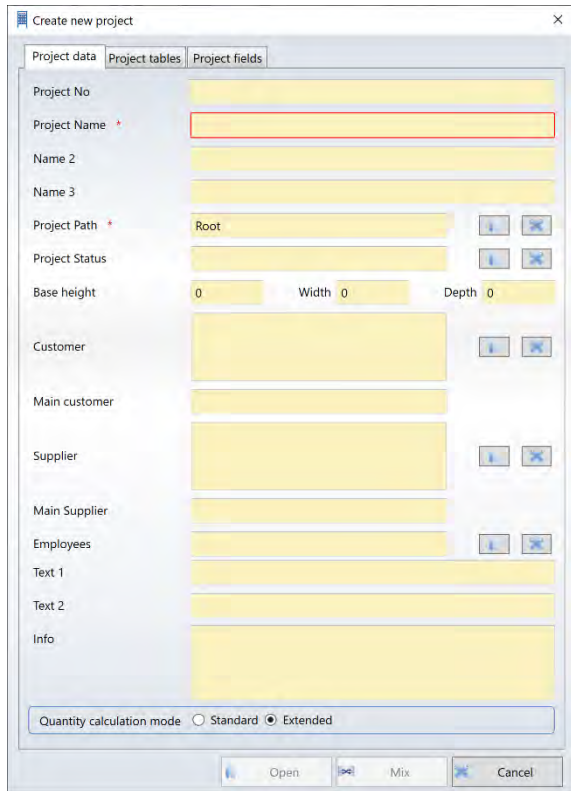 Create new project
Project data Project tables Project fields
Project No
Project Name *
Name 2
Name 3
Project Path * Root
Project Status
Base height 0 Width 0 Depth 0
Customer
Main customer
Supplier
Main Supplier
Employees
Text 1
Text 2
Info
Quantity calculation mode Standard Extended
Open Mix Cancel